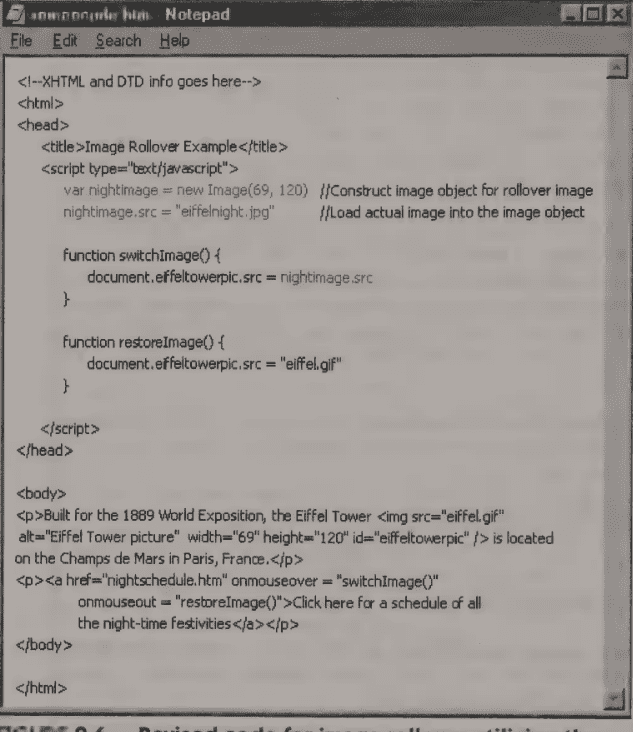 Notepad
File Edit Search Help
<!--XHTML and DTD info goes here-->
<html>
<head>
<title>Image Rollover Example</title>
<script type="text/javascript">
var nightimage = new Image(69, 120) //Construct image object for rollover image
nightimage.src = "eiffelnight.jpg" //Load actual image into the image object
function switchImage() {
document.effeltowerpic.src = nightimage.src
}
function restoreImage() {
document.effeltowerpic.src = "eiffel.gif"
}
</script>
</head>
<body>
<p>Built for the 1889 World Exposition, the Eiffel Tower <img src="eiffel.gif"
alt="Eiffel Tower picture" width="69" height="120" id="eiffeltowerpic" /> is located
on the Champs de Mars in Paris, France.</p>
<p><a href="nightschedule.htm" onmouseover = "switchImage()"
onmouseout = "restoreImage()">Click here for a schedule of all
the night-time festivities</a></p>
</body>
</html>
Revised code for image rollover utilizing the